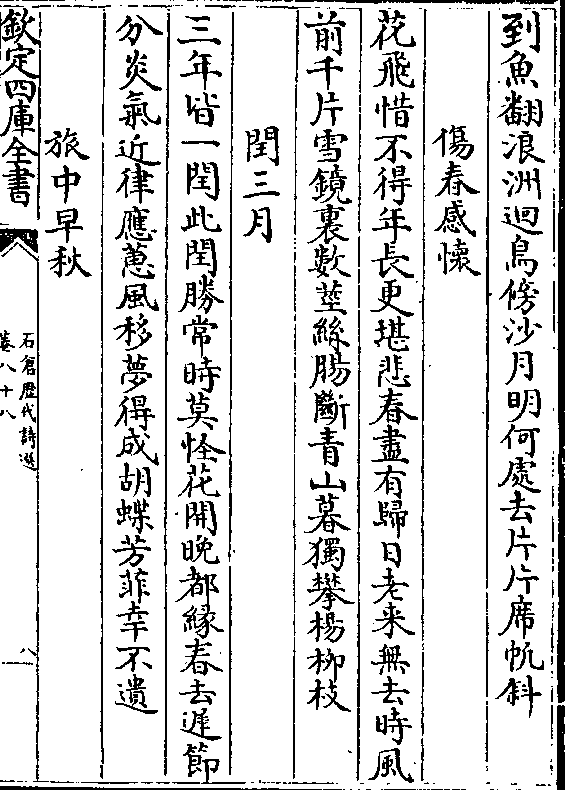 到魚翻浪洲迴鳥傍沙月明何處去片片席帆斜
傷春感懷
花飛惜不得年長更堪悲春盡有歸日老来無去時風
前千片雪鏡裏數莖絲腸斷青山暮獨攀楊栁枝
閏三月
三年皆一閏此閏勝常時莫怪花開晚都縁春去遲節
分炎氣近律應蔥風移夢得成胡蝶芳菲幸不遺
旅中早秋
欽定四庫全書
石倉歴代詩選
卷八十八
八